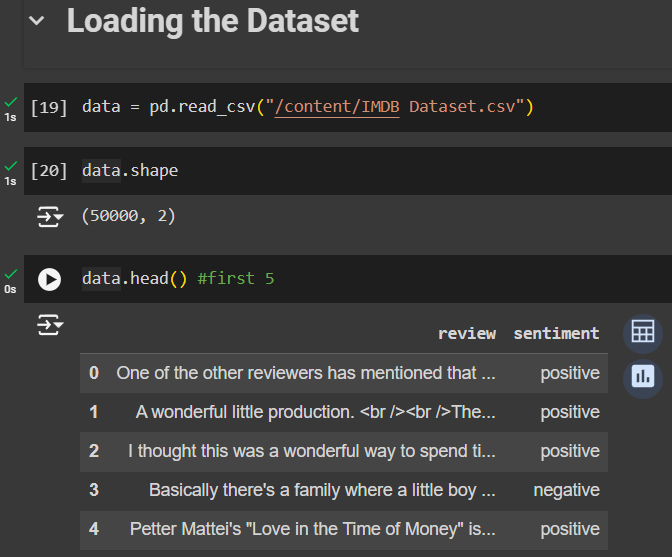 Loading the Dataset
[19] data = pd.read_csv("/content/IMDB Dataset.csv")
1s
[20] data.shape
1s
(50000, 2)
data.head() #first 5
0s
review sentiment
0 One of the other reviewers has mentioned that ... positive
1 A wonderful little production. <br /><br />The... positive
2 I thought this was a wonderful way to spend ti... positive
3 Basically there's a family where a little boy ... negative
4 Petter Mattei's "Love in the Time of Money" is... positive